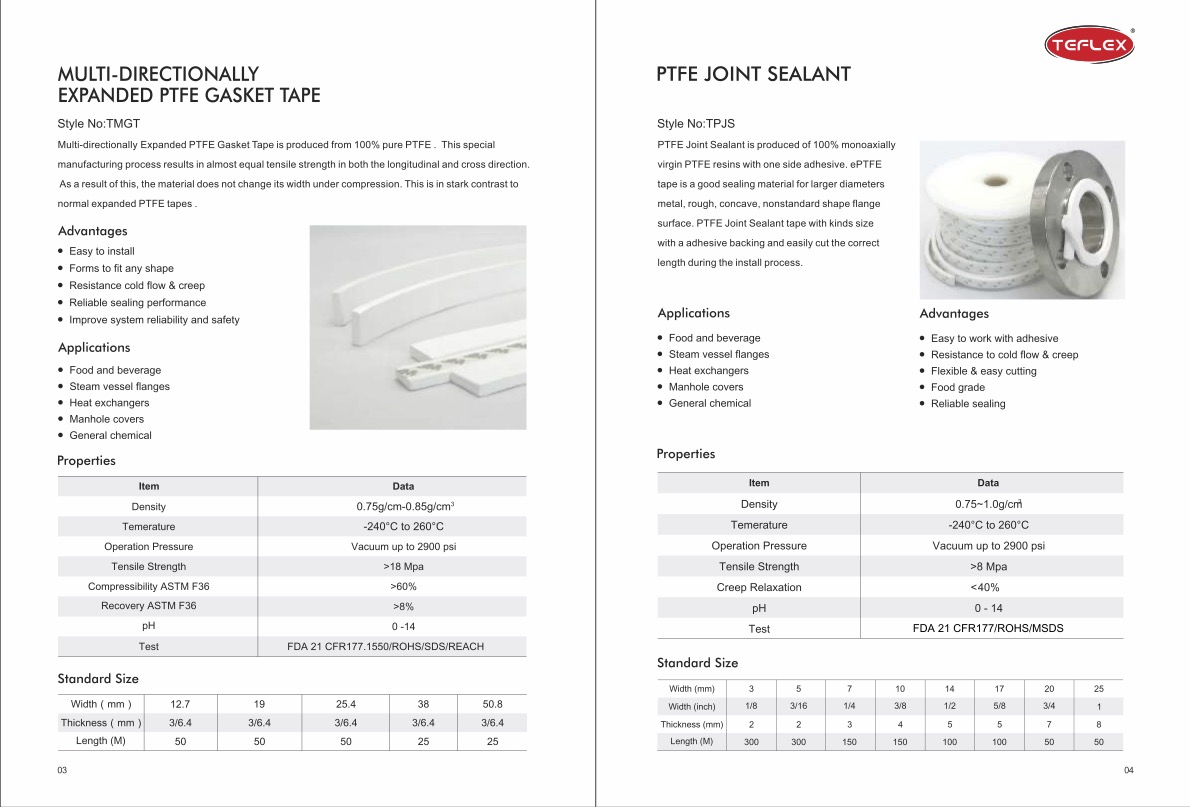 MULTI-DIRECTIONALLY
EXPANDED PTFE GASKET TAPE
Style No:TMGT
Multi-directionally Expanded PTFE Gasket Tape is produced from 100% pure PTFE . This special
manufacturing process results in almost equal tensile strength in both the longitudinal and cross direction.
As a result of this, the material does not change its width under compression. This is in stark contrast to
normal expanded PTFE tapes .
Advantages
● Easy to install
● Forms to fit any shape
● Resistance cold flow & creep
● Reliable sealing performance
● Improve system reliability and safety
Applications
● Food and beverage
● Steam vessel flanges
● Heat exchangers
● Manhole covers
● General chemical
Properties
Item Data
Density 0.75g/cm-0.85g/cm³
Temerature -240°C to 260°C
Operation Pressure Vacuum up to 2900 psi
Tensile Strength >18 Mpa
Compressibility ASTM F36 >60%
Recovery ASTM F36 >8%
pH 0 -14
Test FDA 21 CFR177.1550/ROHS/SDS/REACH
Standard Size
Width ( mm ) 12.7 19 25.4 38 50.8
Thickness ( mm ) 3/6.4 3/6.4 3/6.4 3/6.4 3/6.4
Length (M) 50 50 50 25 25
03
TEFLEX®
PTFE JOINT SEALANT
Style No:TPJS
PTFE Joint Sealant is produced of 100% monoaxially
virgin PTFE resins with one side adhesive. ePTFE
tape is a good sealing material for larger diameters
metal, rough, concave, nonstandard shape flange
surface. PTFE Joint Sealant tape with kinds size
with a adhesive backing and easily cut the correct
length during the install process.
Applications
● Food and beverage
● Steam vessel flanges
● Heat exchangers
● Manhole covers
● General chemical
Advantages
● Easy to work with adhesive
● Resistance to cold flow & creep
● Flexible & easy cutting
● Food grade
● Reliable sealing
Properties
Item Data
Density 0.75~1.0g/cm³
Temerature -240°C to 260°C
Operation Pressure Vacuum up to 2900 psi
Tensile Strength >8 Mpa
Creep Relaxation <40%
pH 0 - 14
Test FDA 21 CFR177/ROHS/MSDS
Standard Size
Width (mm) 3 5 7 10 14 17 20 25
Width (inch) 1/8 3/16 1/4 3/8 1/2 5/8 3/4 1
Thickness (mm) 2 2 3 4 5 5 7 8
Length (M) 300 300 150 150 100 100 50 50
04